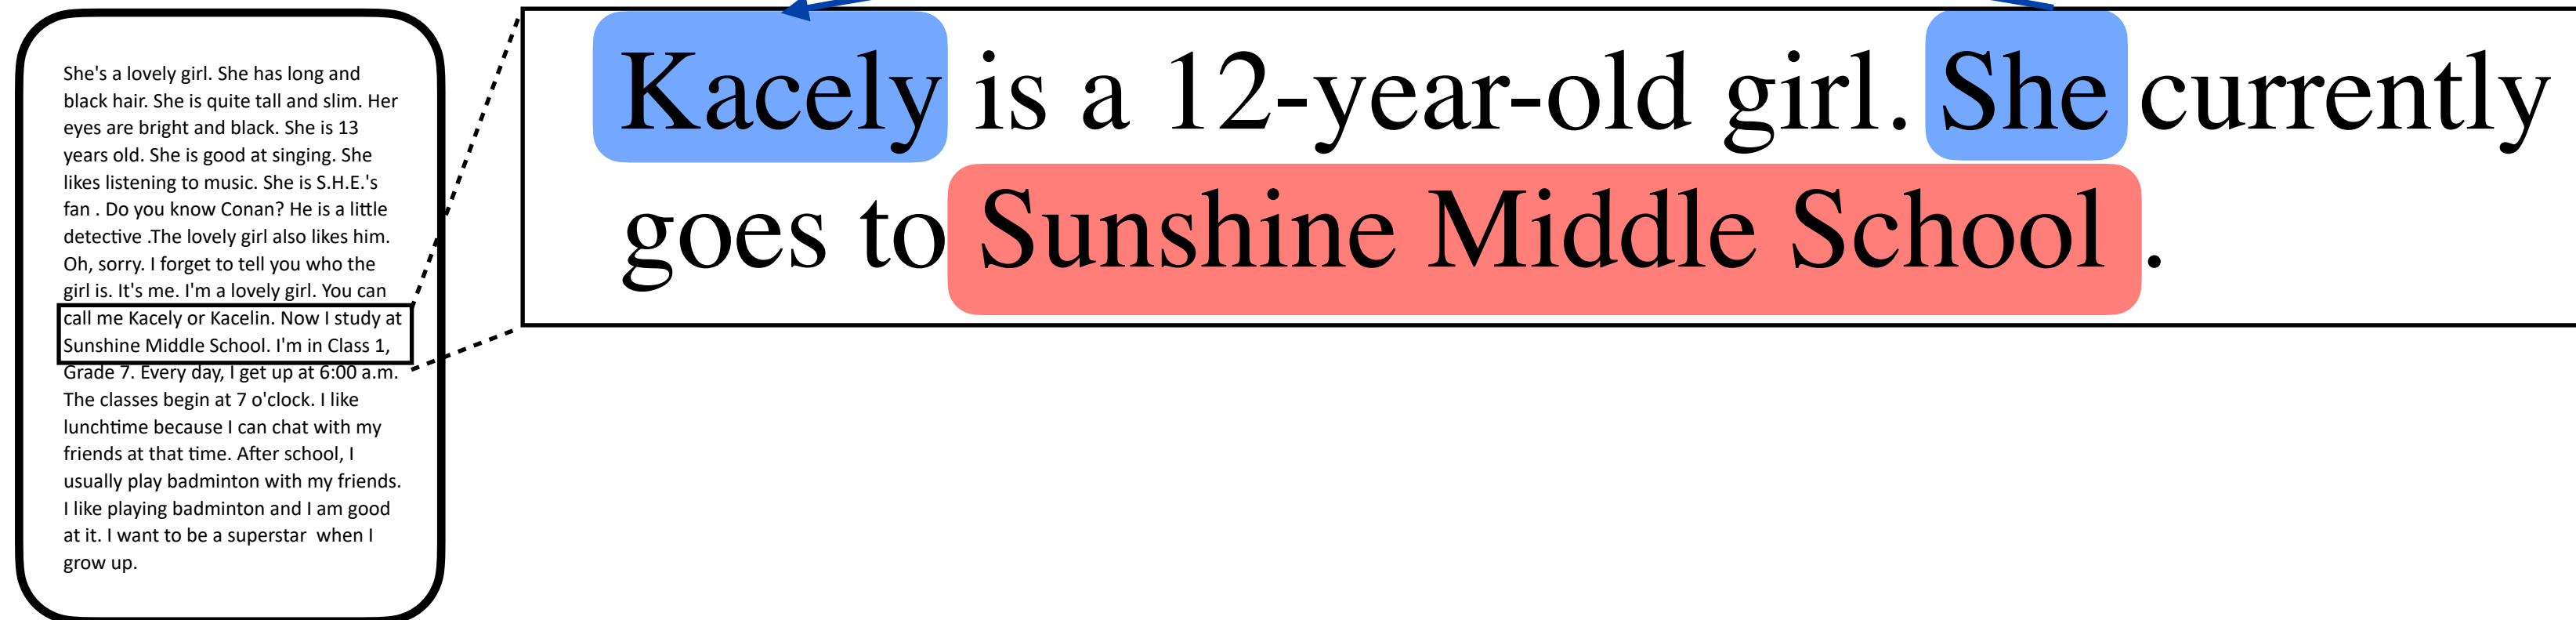 She's a lovely girl. She has long and
black hair. She is quite tall and slim. Her
eyes are bright and black. She is 13
years old. She is good at singing. She
likes listening to music. She is S.H.E.'s
fan . Do you know Conan? He is a little
detective .The lovely girl also likes him.
Oh, sorry. I forget to tell you who the
girl is. It's me. I'm a lovely girl. You can
call me Kacely or Kacelin. Now I study at
Sunshine Middle School. I'm in Class 1,
Grade 7. Every day, I get up at 6:00 a.m.
The classes begin at 7 o'clock. I like
lunchtime because I can chat with my
friends at that time. After school, I
usually play badminton with my friends.
I like playing badminton and I am good
at it. I want to be a superstar  when I
grow up.
Kacely is a 12-year-old girl. She currently
goes to Sunshine Middle School .